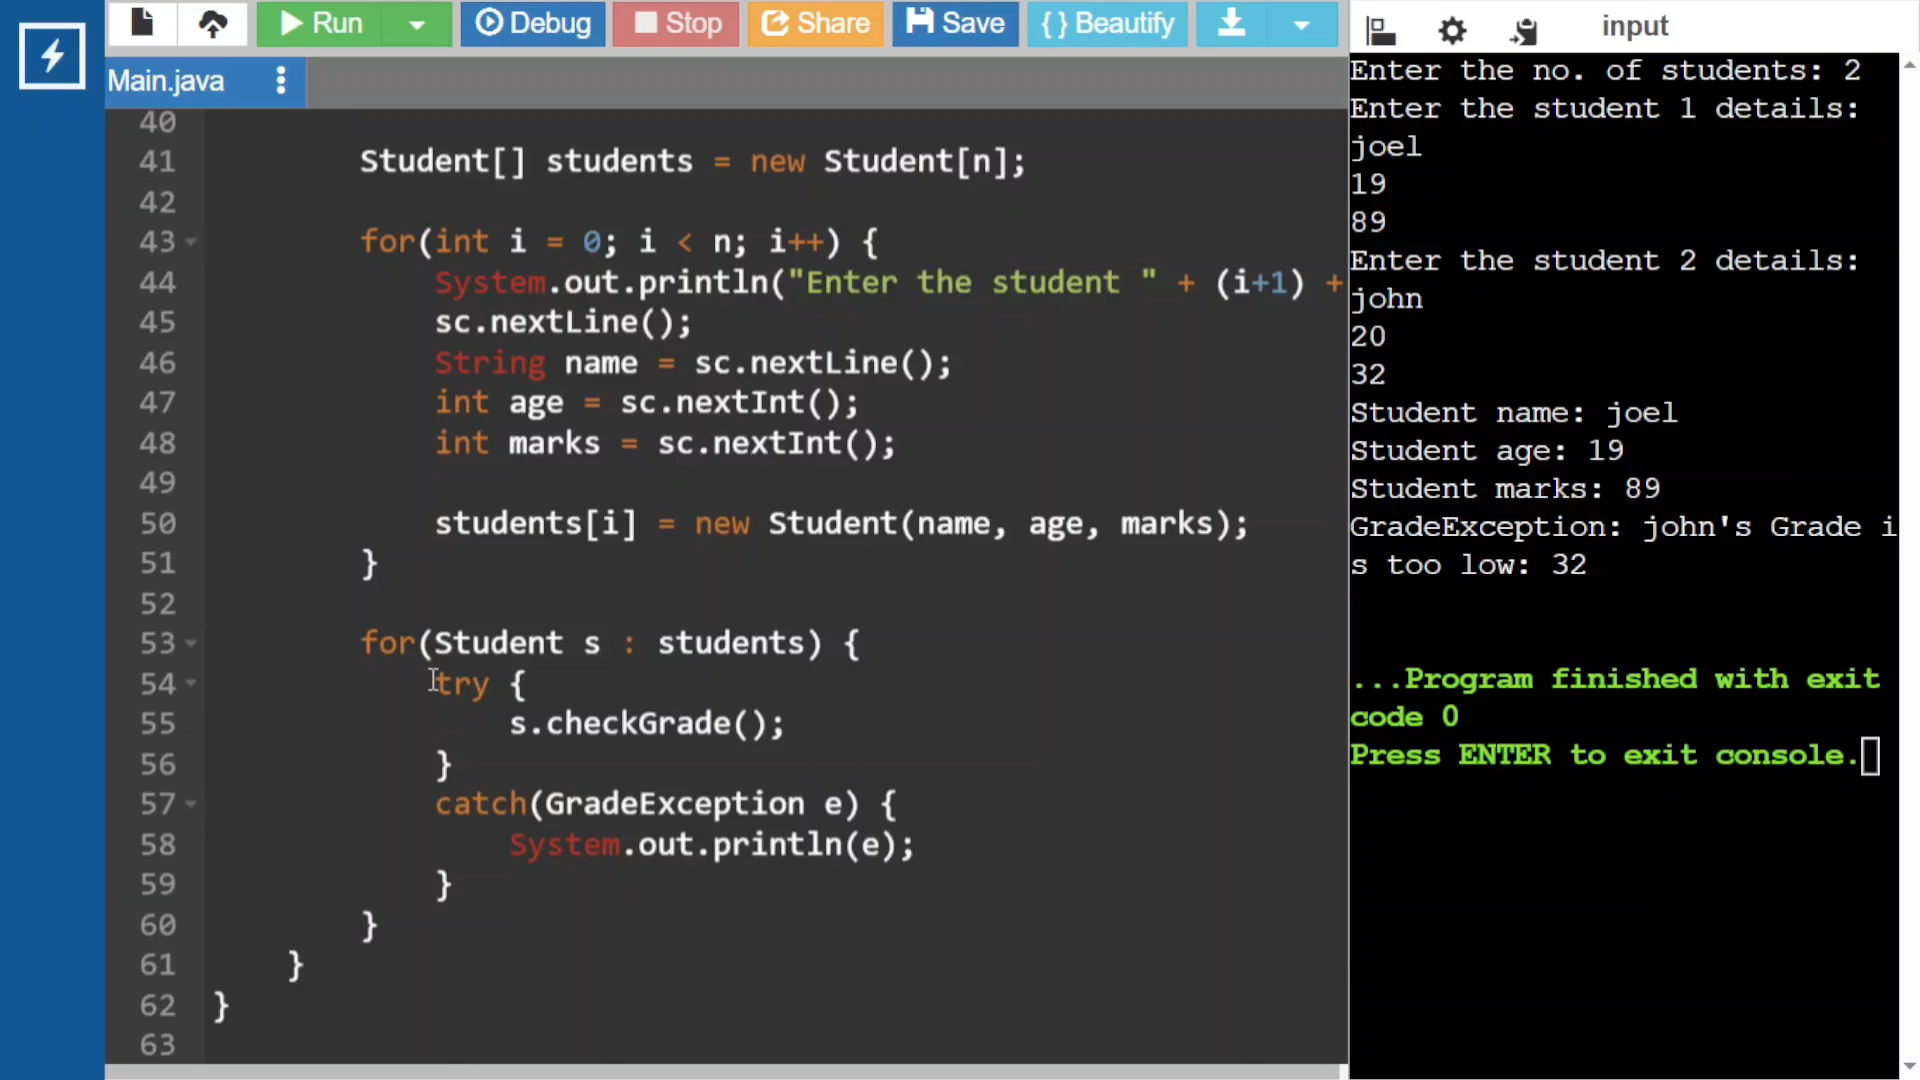 Run
Debug
Stop
Share
Save
{ } Beautify
input
Main.java
40
41 Student[] students = new Student[n];
42
43 for(int i = 0; i < n; i++) {
44 System.out.println("Enter the student " + (i+1) +
45 sc.nextLine();
46 String name = sc.nextLine();
47 int age = sc.nextInt();
48 int marks = sc.nextInt();
49
50 students[i] = new Student(name, age, marks);
51 }
52
53 for(Student s : students) {
54 try {
55 s.checkGrade();
56 }
57 catch(GradeException e) {
58 System.out.println(e);
59 }
60 }
61 }
62 }
63
Enter the no. of students: 2
Enter the student 1 details:
joel
19
89
Enter the student 2 details:
john
20
32
Student name: joel
Student age: 19
Student marks: 89
GradeException: john's Grade i
s too low: 32
...Program finished with exit
code 0
Press ENTER to exit console.